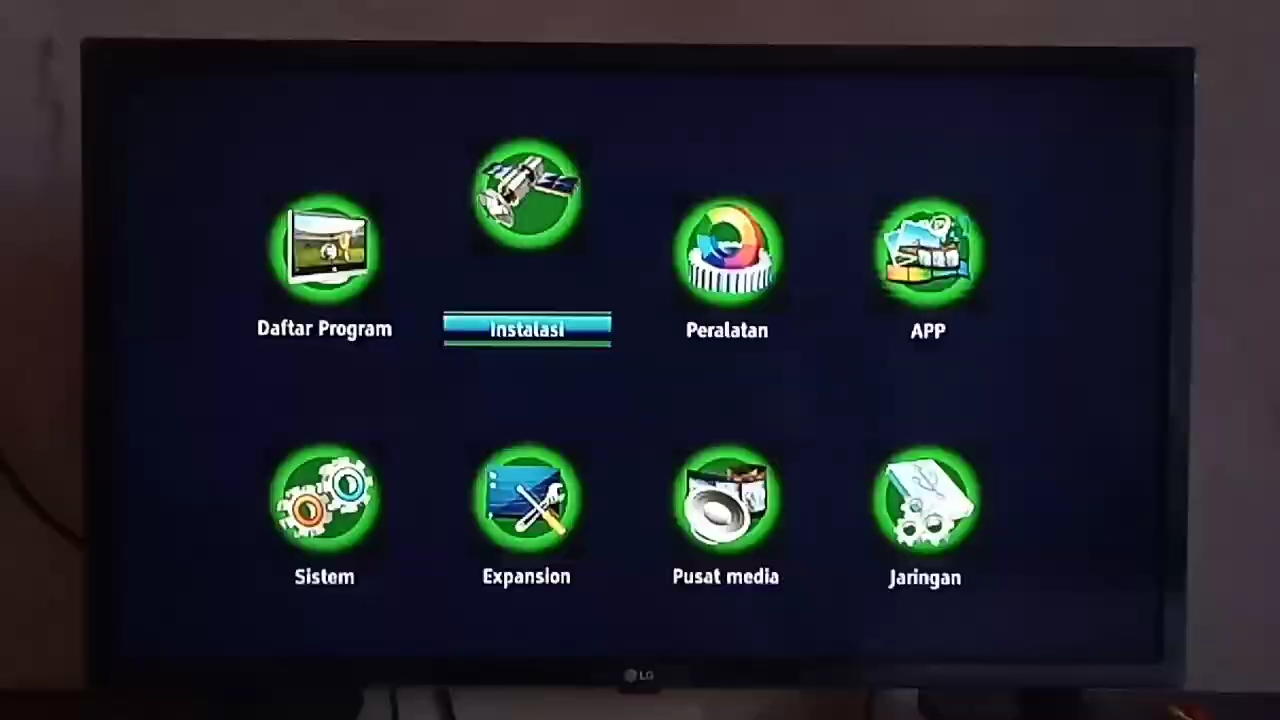 Daftar Program
Instalasi
Peralatan
APP
Sistem
Expansion
Pusat media
Jaringan
LG